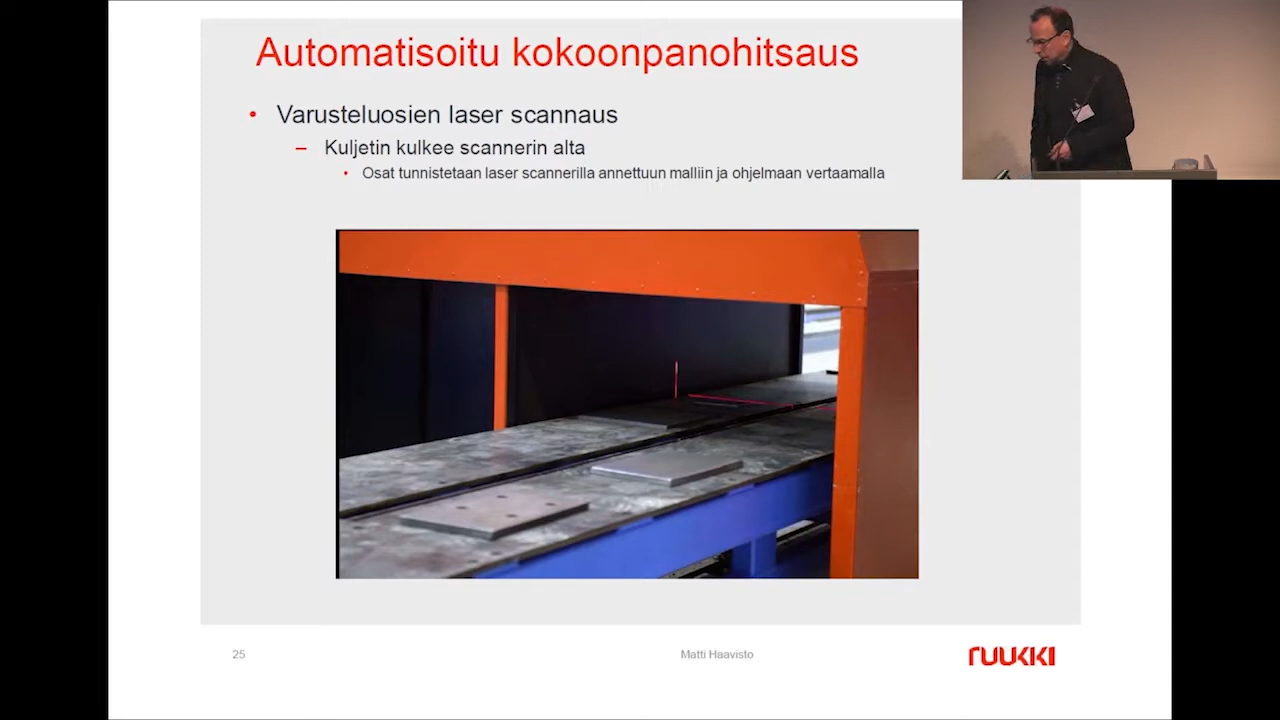 Automatisoitu kokoonpanohitsaus
• Varusteluosien laser scannaus
– Kuljetin kulkee scannerin alta
• Osat tunnistetaan laser scannerilla annettuun malliin ja ohjelmaan vertaamalla
25
Matti Haavisto
ruukki